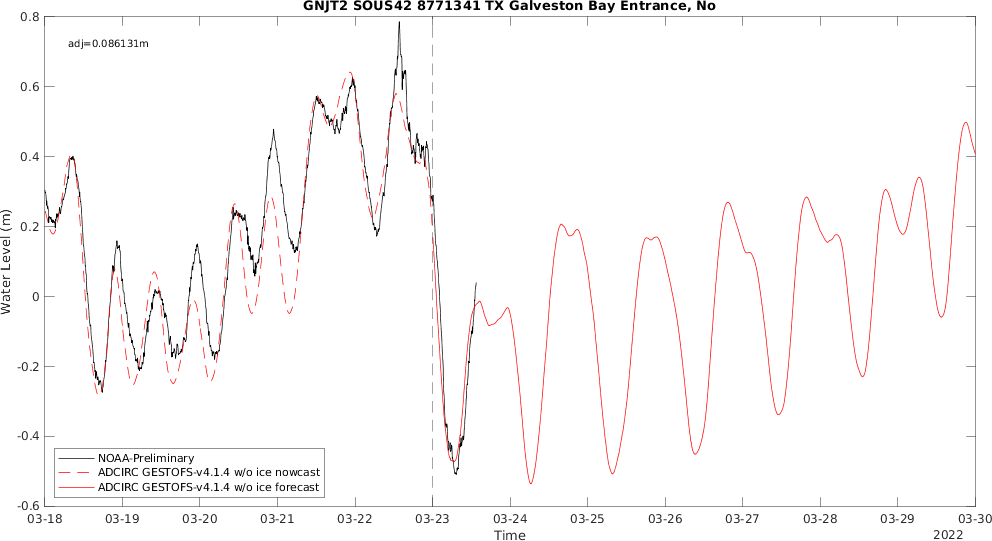 GNJT2 SOUS42 8771341 TX Galveston Bay Entrance, No
adj=0.086131m
0.8
0.6
0.4
0.2
0
-0.2
-0.4
-0.6
Water Level (m)
NOAA-Preliminary
ADCIRC GESTOFS-v4.1.4 w/o ice nowcast
ADCIRC GESTOFS-v4.1.4 w/o ice forecast
03-18 03-19 03-20 03-21 03-22 03-23 03-24 03-25 03-26 03-27 03-28 03-29 03-30
Time
2022